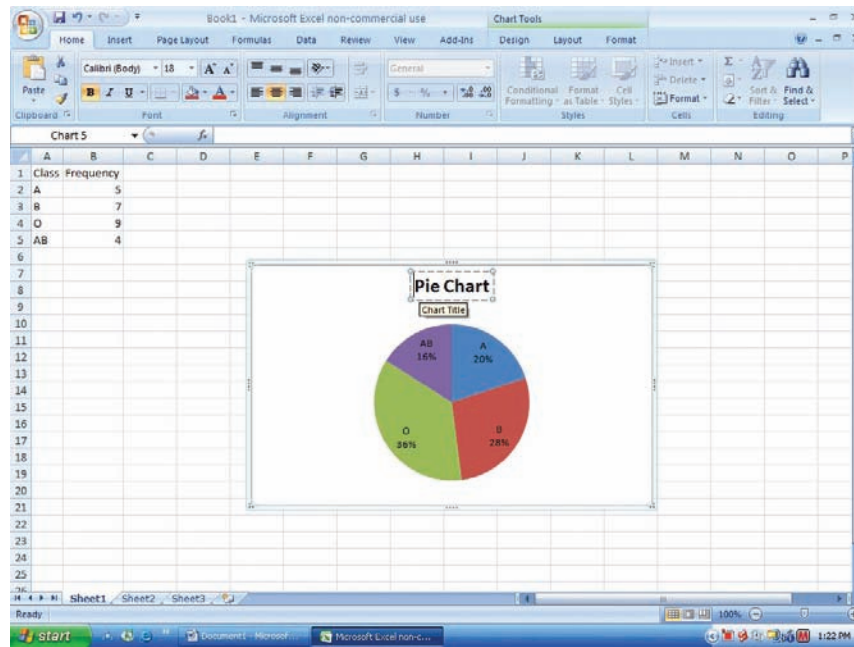 Book1 - Microsoft Excel non-commercial use Chart Tools
Home Insert Page Layout Formulas Data Review View Add-Ins Design Layout Format
Calibri (Body) 18 A A General Insert Σ
Paste Delete
B I U A $ % Conditional Format Cell Format Sort & Find &
Formatting as Table Styles Filter Select
Clipboard Font Alignment Number Styles Cells Editing
Chart 5 fx
A B C D E F G H I J K L M N O P
1 Class Frequency
2 A 5
3 B 7
4 O 9
5 AB 4
6
7
8 Pie Chart
9 Chart Title
10
11 AB A
12 16% 20%
13
14
15
16 O B
17 36% 28%
18
19
20
21
22
23
24
25
26
Sheet1 Sheet2 Sheet3
Ready 100%
start Document1 - Microsof... Microsoft Excel non-c... 1:22 PM